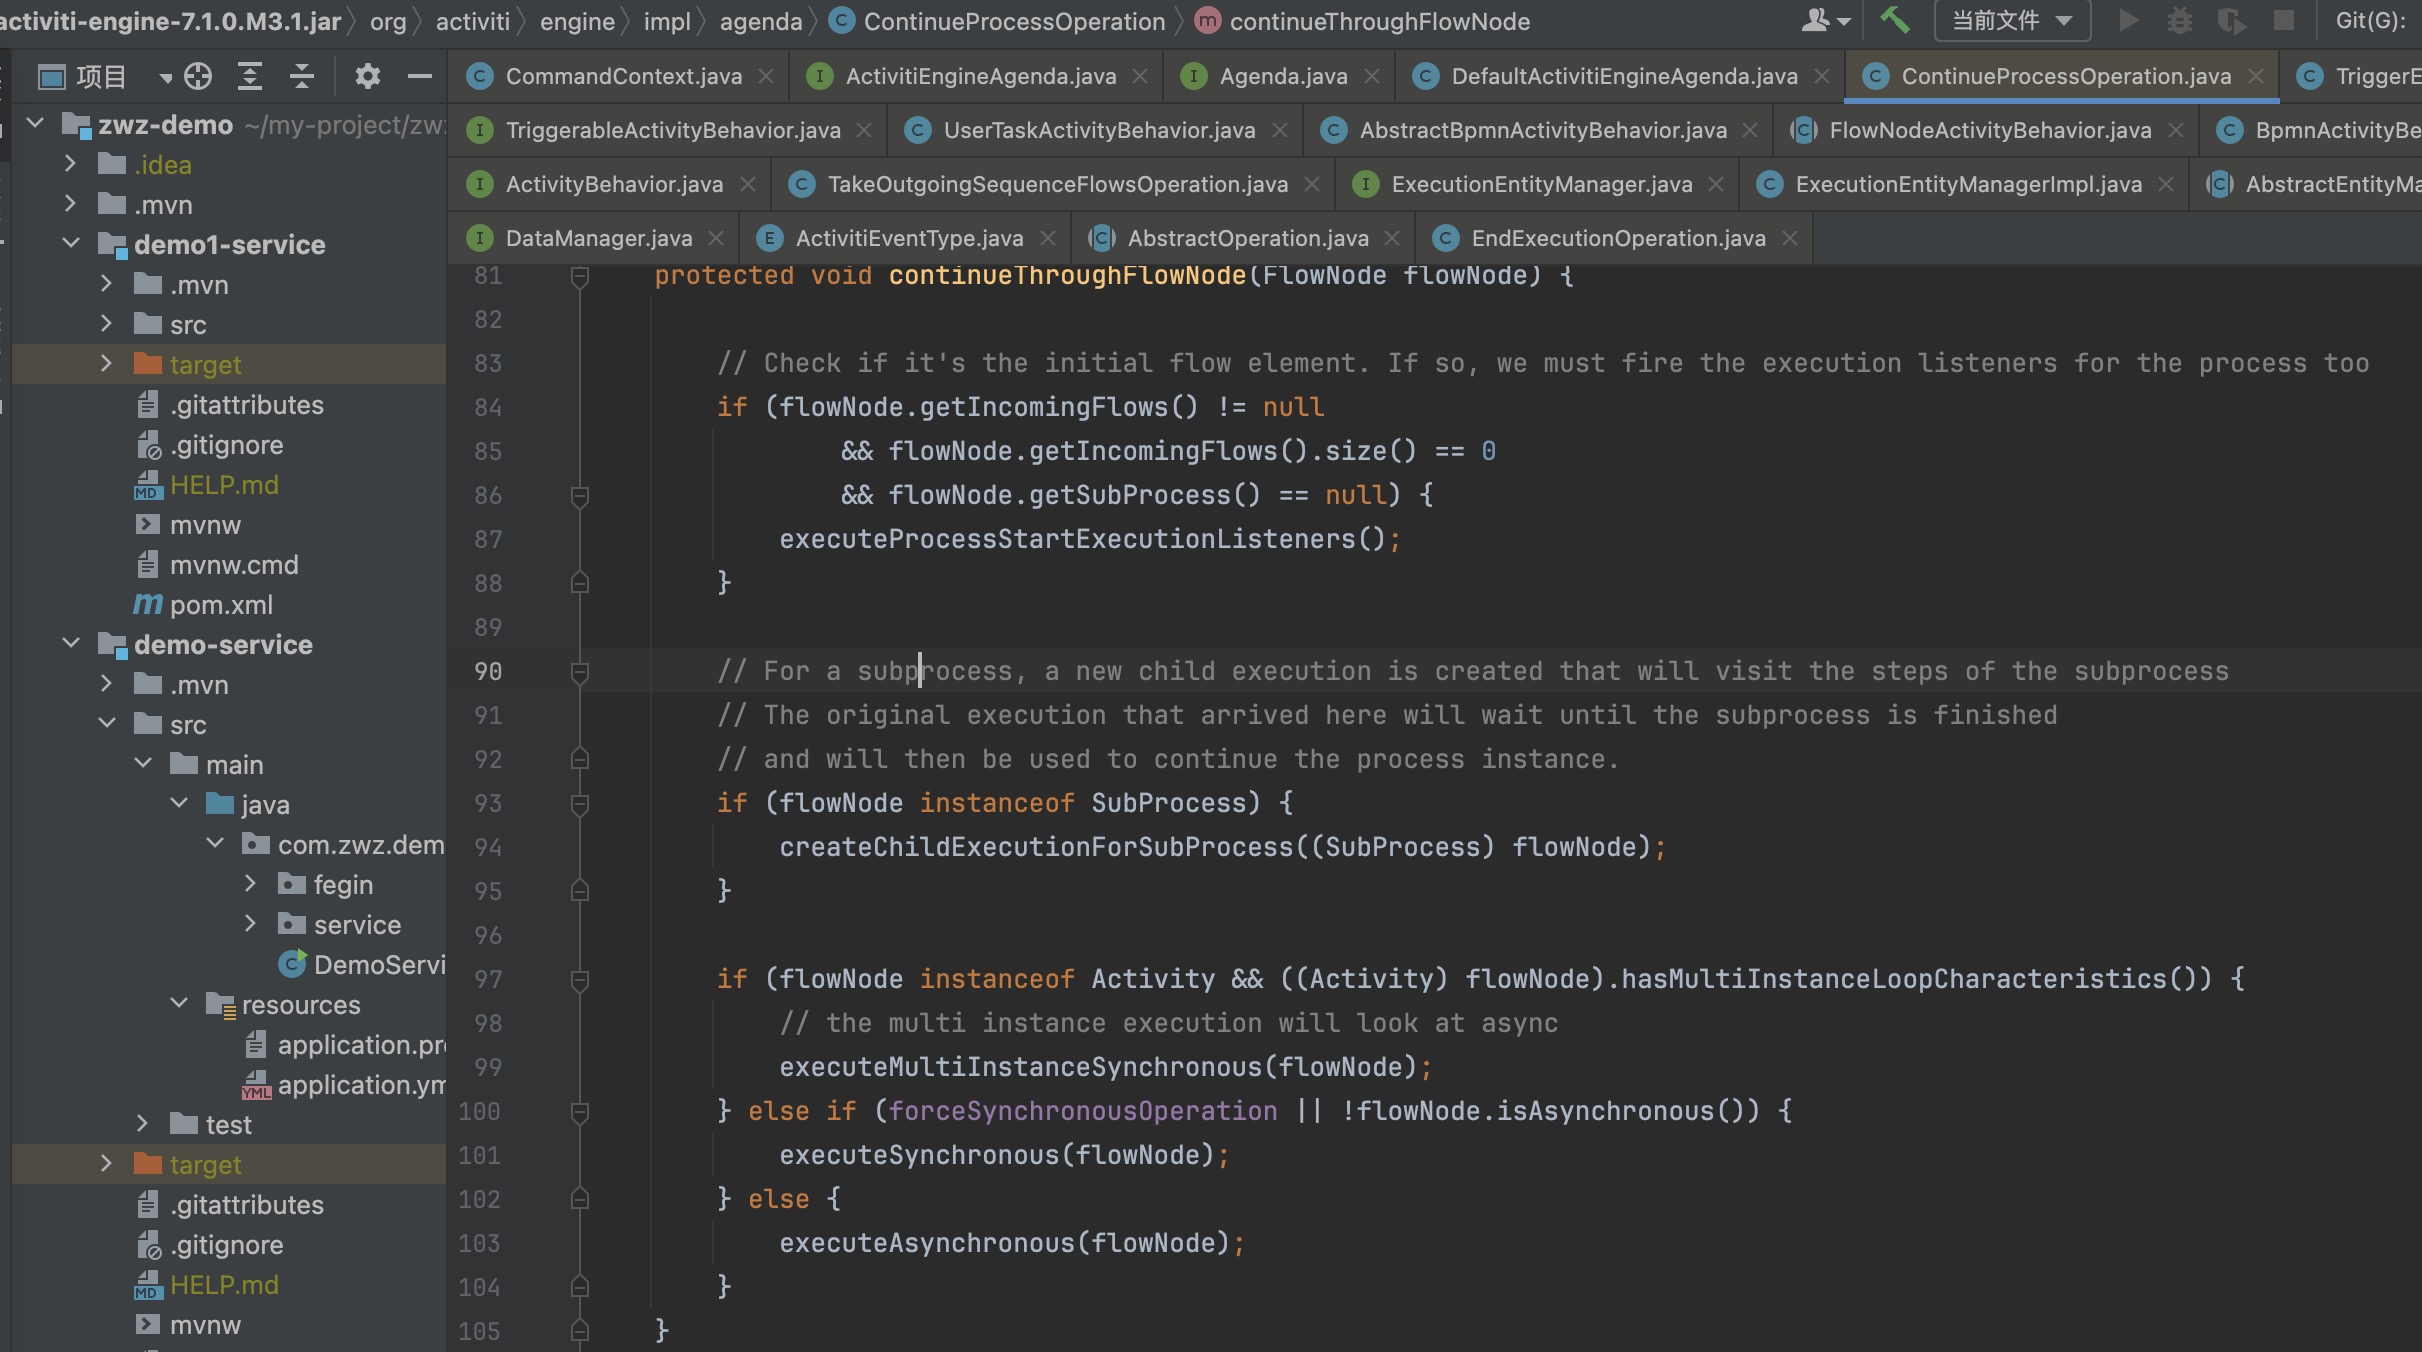 activiti-engine-7.1.0.M3.1.jar org activiti engine impl agenda ContinueProcessOperation continueThroughFlowNode 当前文件 Git(G):
项目
CommandContext.java ActivitiEngineAgenda.java Agenda.java DefaultActivitiEngineAgenda.java ContinueProcessOperation.java TriggerE
TriggerableActivityBehavior.java UserTaskActivityBehavior.java AbstractBpmnActivityBehavior.java FlowNodeActivityBehavior.java BpmnActivityBe
ActivityBehavior.java TakeOutgoingSequenceFlowsOperation.java ExecutionEntityManager.java ExecutionEntityManagerImpl.java AbstractEntityMa
DataManager.java ActivitiEventType.java AbstractOperation.java EndExecutionOperation.java
zwz-demo ~/my-project/zwz
.idea
.mvn
demo1-service
.mvn
src
target
.gitattributes
.gitignore
HELP.md
mvnw
mvnw.cmd
pom.xml
demo-service
.mvn
src
main
java
com.zwz.dem
fegin
service
DemoServi
resources
application.pr
application.ym
test
target
.gitattributes
.gitignore
HELP.md
mvnw
81 protected void continueThroughFlowNode(FlowNode flowNode) {
82
83 // Check if it's the initial flow element. If so, we must fire the execution listeners for the process too
84 if (flowNode.getIncomingFlows() != null
85 && flowNode.getIncomingFlows().size() == 0
86 && flowNode.getSubProcess() == null) {
87 executeProcessStartExecutionListeners();
88 }
89
90 // For a subprocess, a new child execution is created that will visit the steps of the subprocess
91 // The original execution that arrived here will wait until the subprocess is finished
92 // and will then be used to continue the process instance.
93 if (flowNode instanceof SubProcess) {
94 createChildExecutionForSubProcess((SubProcess) flowNode);
95 }
96
97 if (flowNode instanceof Activity && ((Activity) flowNode).hasMultiInstanceLoopCharacteristics()) {
98 // the multi instance execution will look at async
99 executeMultiInstanceSynchronous(flowNode);
100 } else if (forceSynchronousOperation || !flowNode.isAsynchronous()) {
101 executeSynchronous(flowNode);
102 } else {
103 executeAsynchronous(flowNode);
104 }
105 }